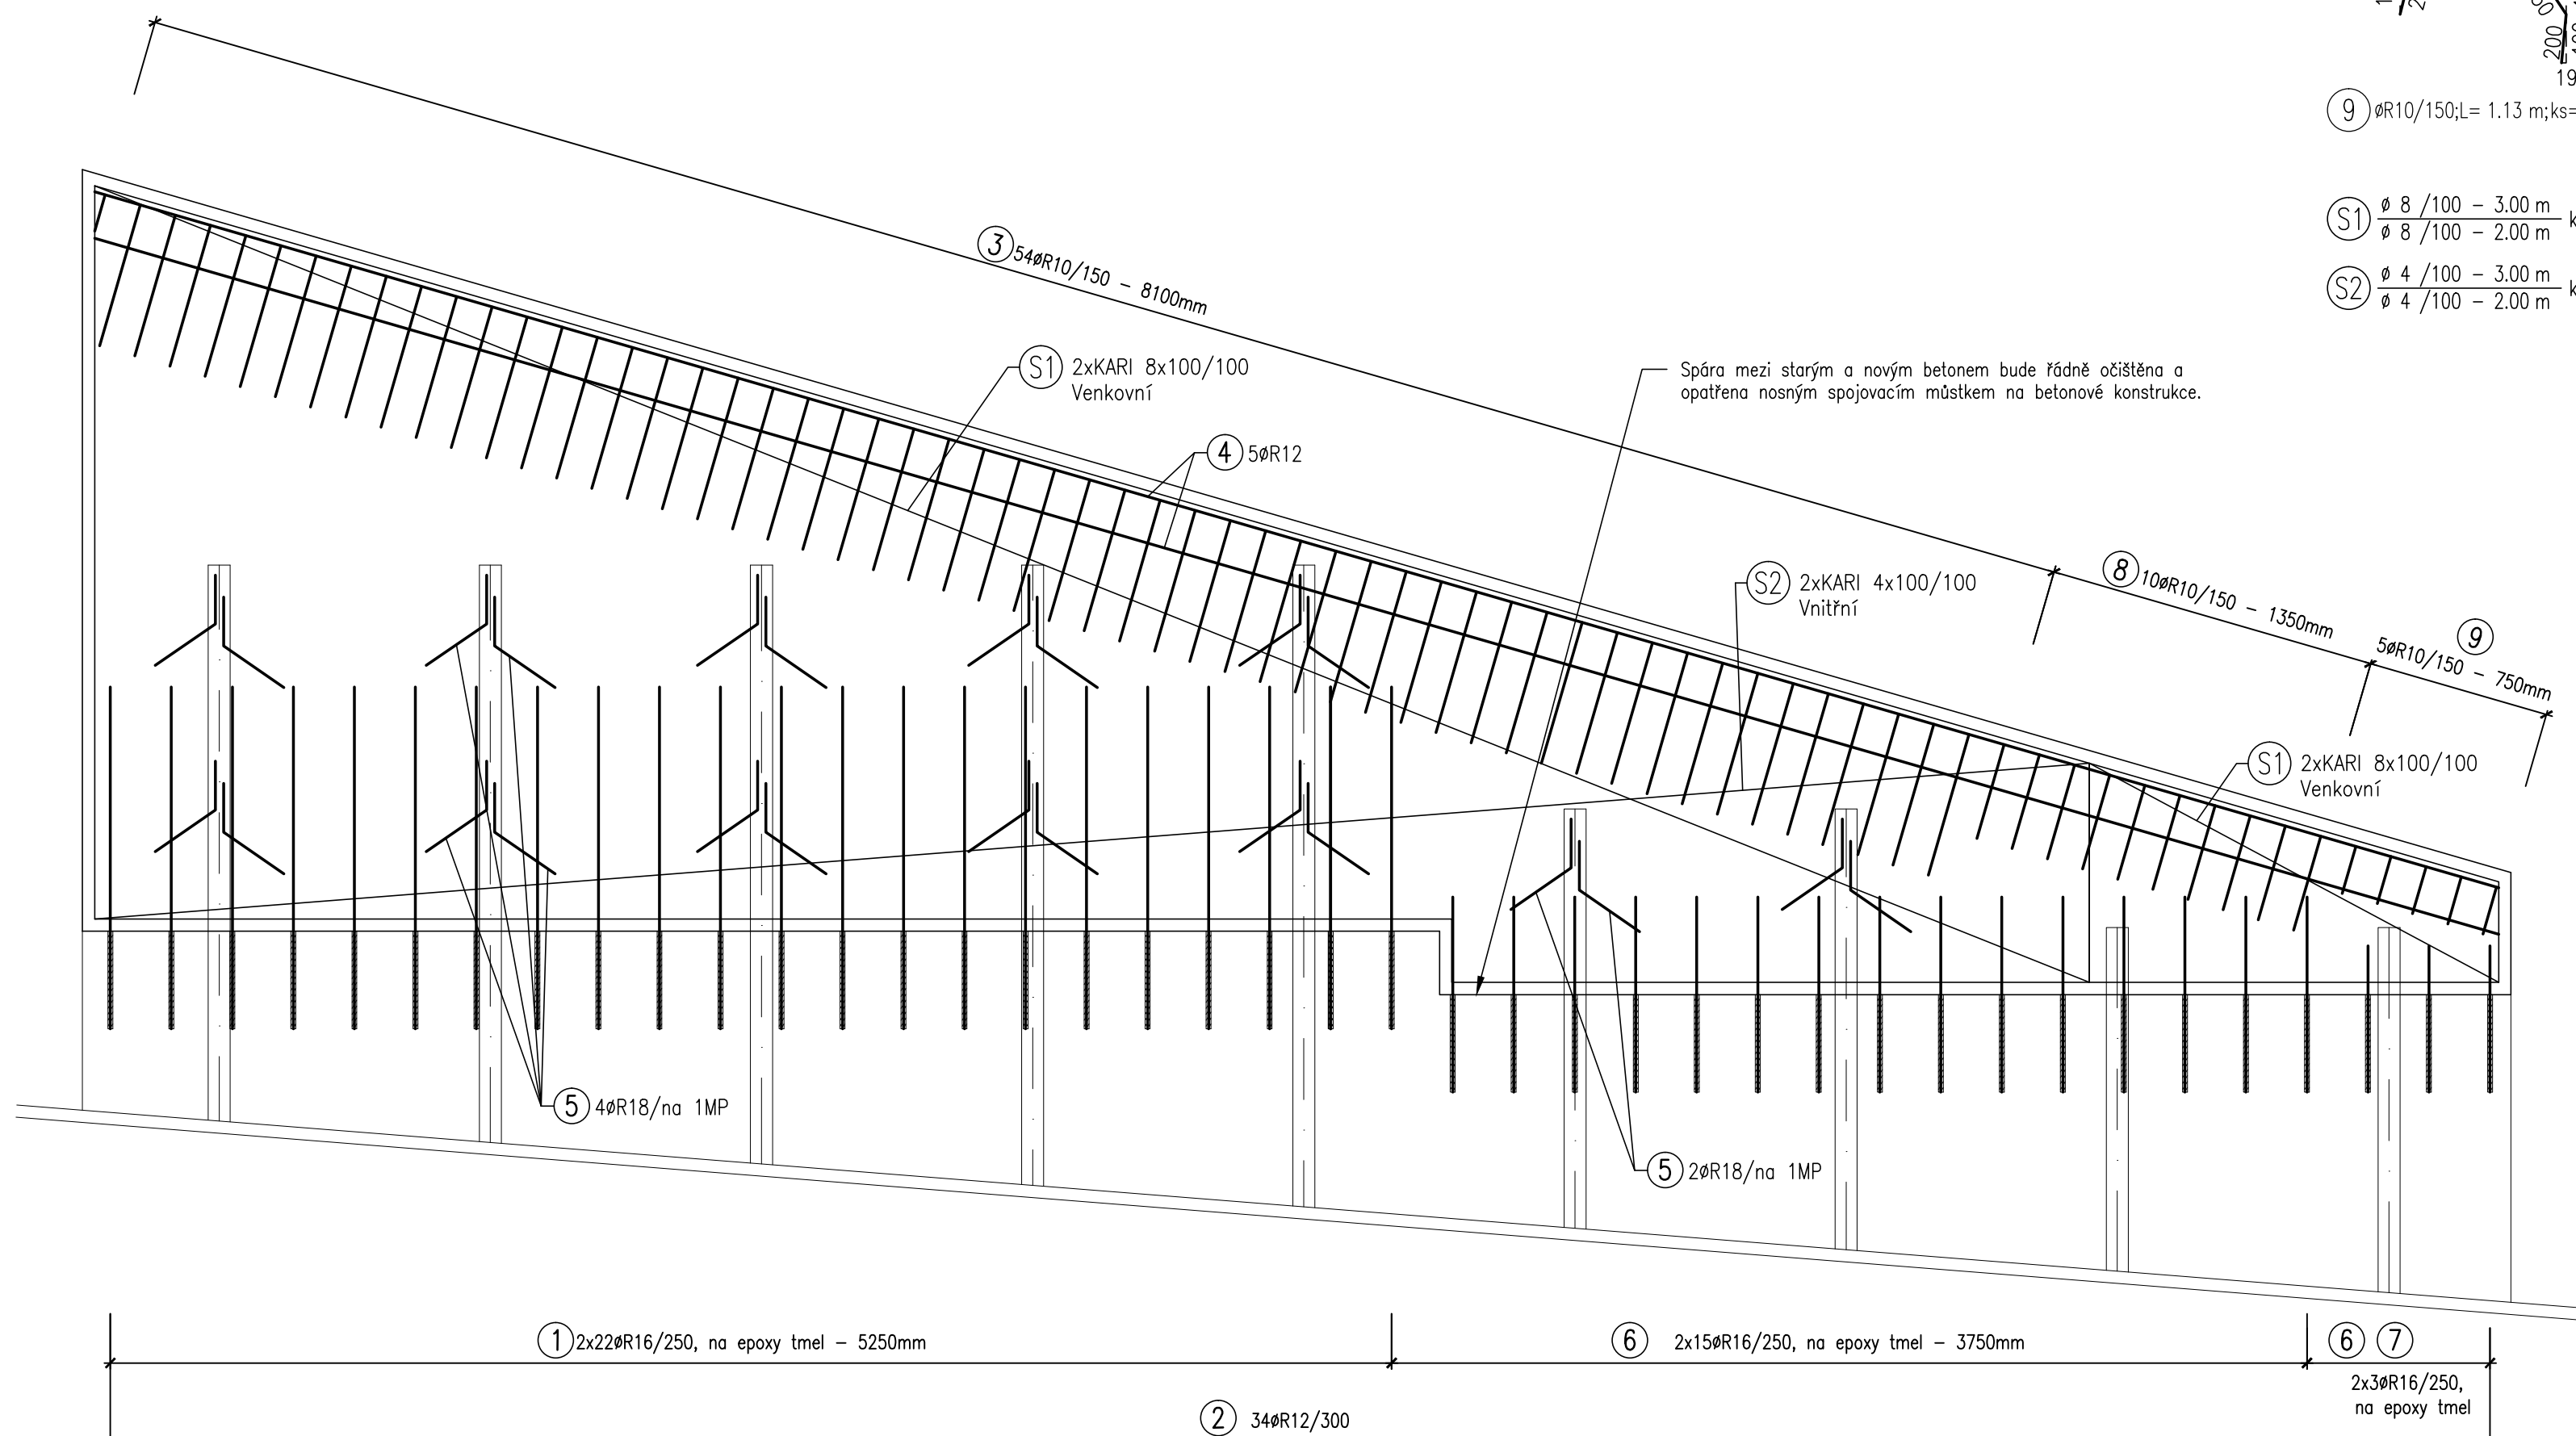 200
19
9 øR10/150;L= 1.13 m;ks=
S1 ø 8 /100 - 3.00 m
ø 8 /100 - 2.00 m k
S2 ø 4 /100 - 3.00 m
ø 4 /100 - 2.00 m k
3 54øR10/150 - 8100mm
S1 2xKARI 8x100/100
Venkovní
Spára mezi starým a novým betonem bude řádně očištěna a
opatřena nosným spojovacím můstkem na betonové konstrukce.
4 5øR12
S2 2xKARI 4x100/100
Vnitřní
8 10øR10/150 - 1350mm
9
5øR10/150 - 750mm
S1 2xKARI 8x100/100
Venkovní
5 4øR18/na 1MP
5 2øR18/na 1MP
1 2x22øR16/250, na epoxy tmel - 5250mm
6 2x15øR16/250, na epoxy tmel - 3750mm
6 7
2x3øR16/250,
na epoxy tmel
2 34øR12/300